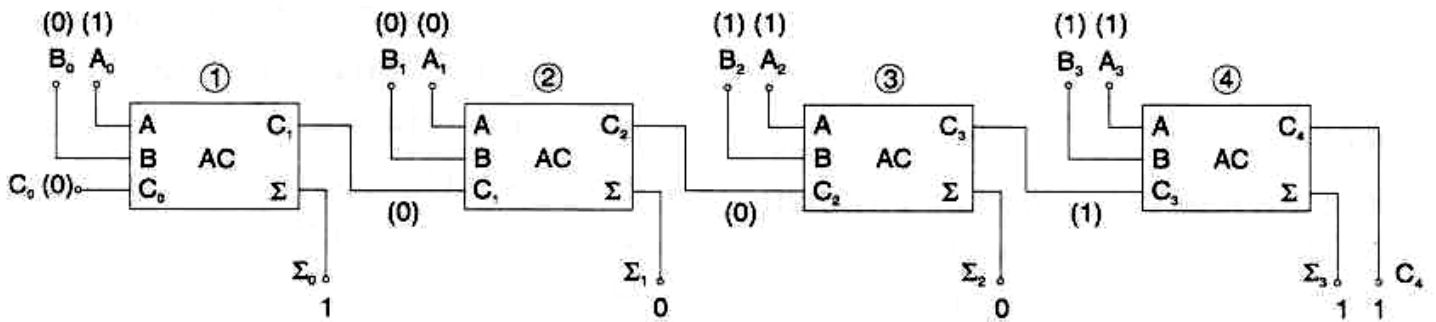 (0) (1) (0) (0) (1) (1) (1) (1)
B₀ A₀ B₁ A₁ B₂ A₂ B₃ A₃
① ② ③ ④
A C₁ A C₂ A C₃ A C₄
B AC B AC B AC B AC
C₀ (0) C₀ Σ C₁ Σ C₂ Σ C₃ Σ
(0) (0) (1)
Σ₀ Σ₁ Σ₂ Σ₃ C₄
1 0 0 1 1